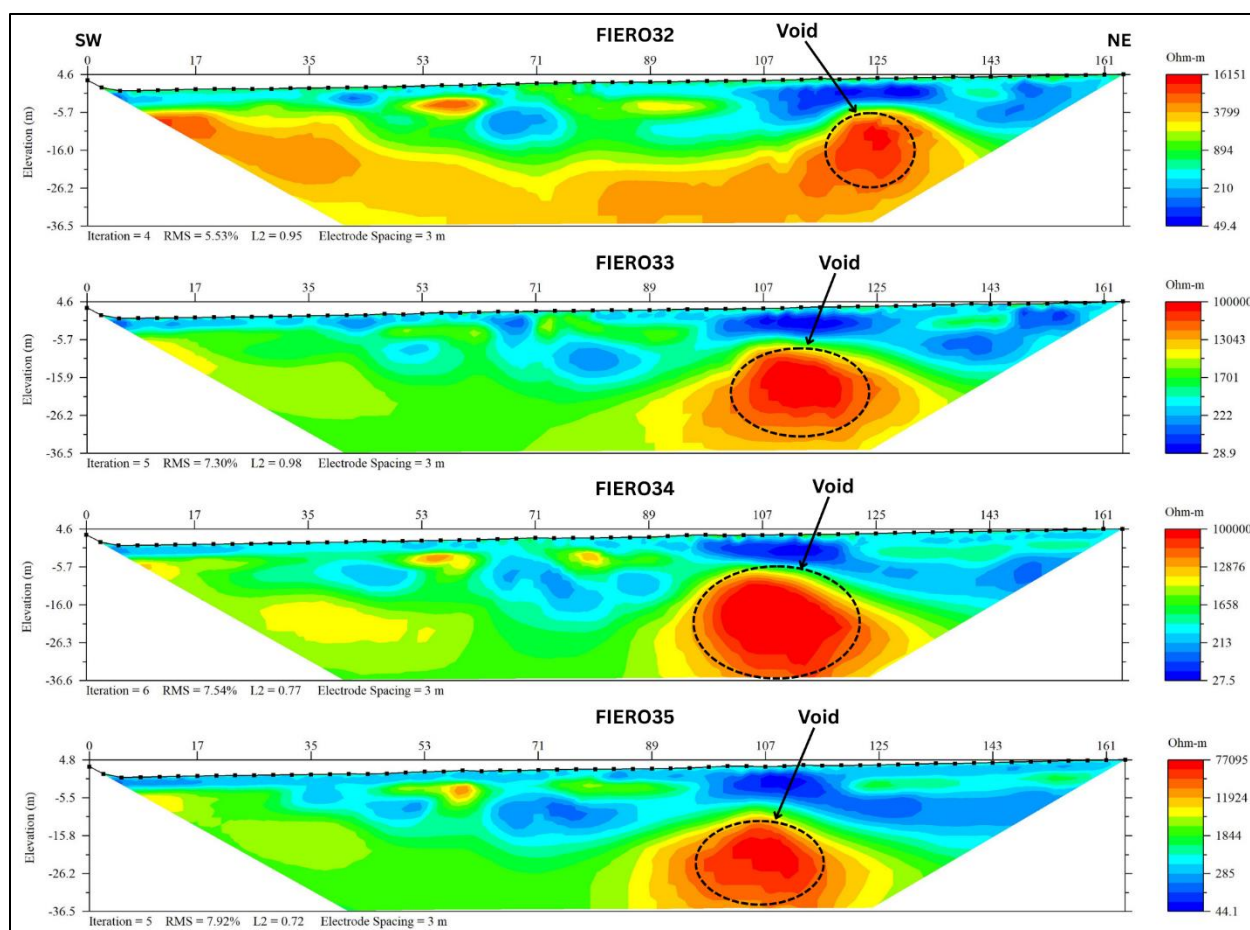 SW FIERO32 Void NE
0 17 35 53 71 89 107 125 143 161 Ohm-m
4.6 16151
-5.7 3799
-16.0 894
-26.2 210
-36.5 49.4
Elevation (m)
Iteration = 4 RMS = 5.53% L2 = 0.95 Electrode Spacing = 3 m
FIERO33 Void
0 17 35 53 71 89 107 125 143 161 Ohm-m
4.6 100000
-5.7 13043
-15.9 1701
-26.2 222
-36.5 28.9
Elevation (m)
Iteration = 5 RMS = 7.30% L2 = 0.98 Electrode Spacing = 3 m
FIERO34 Void
0 17 35 53 71 89 107 125 143 161 Ohm-m
4.6 100000
-5.7 12876
-16.0 1658
-26.3 213
-36.6 27.5
Elevation (m)
Iteration = 6 RMS = 7.54% L2 = 0.77 Electrode Spacing = 3 m
FIERO35 Void
0 17 35 53 71 89 107 125 143 161 Ohm-m
4.8 77095
-5.5 11924
-15.8 1844
-26.2 285
-36.5 44.1
Elevation (m)
Iteration = 5 RMS = 7.92% L2 = 0.72 Electrode Spacing = 3 m